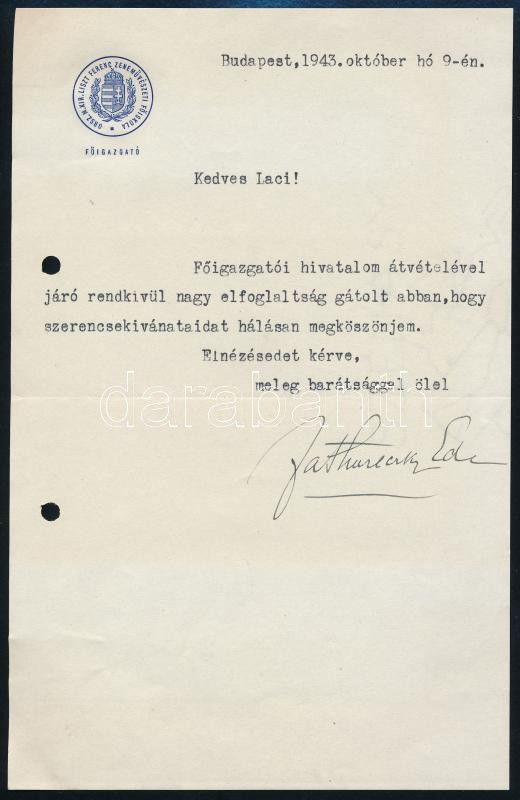 Budapest,1943.október hó 9-én.
ORSZ.M.KIR.LISZT FERENC ZENEMŰVÉSZETI FŐISKOLA
FŐIGAZGATÓ
Kedves Laci!
Főigazgatói hivatalom átvételével
járó rendkivül nagy elfoglaltság gátolt abban,hogy
szerencsekivánataidat hálásan megköszönjem.
Elnézésedet kérve,
meleg barátsággel ölel
darabanth
Zathureczky Ede